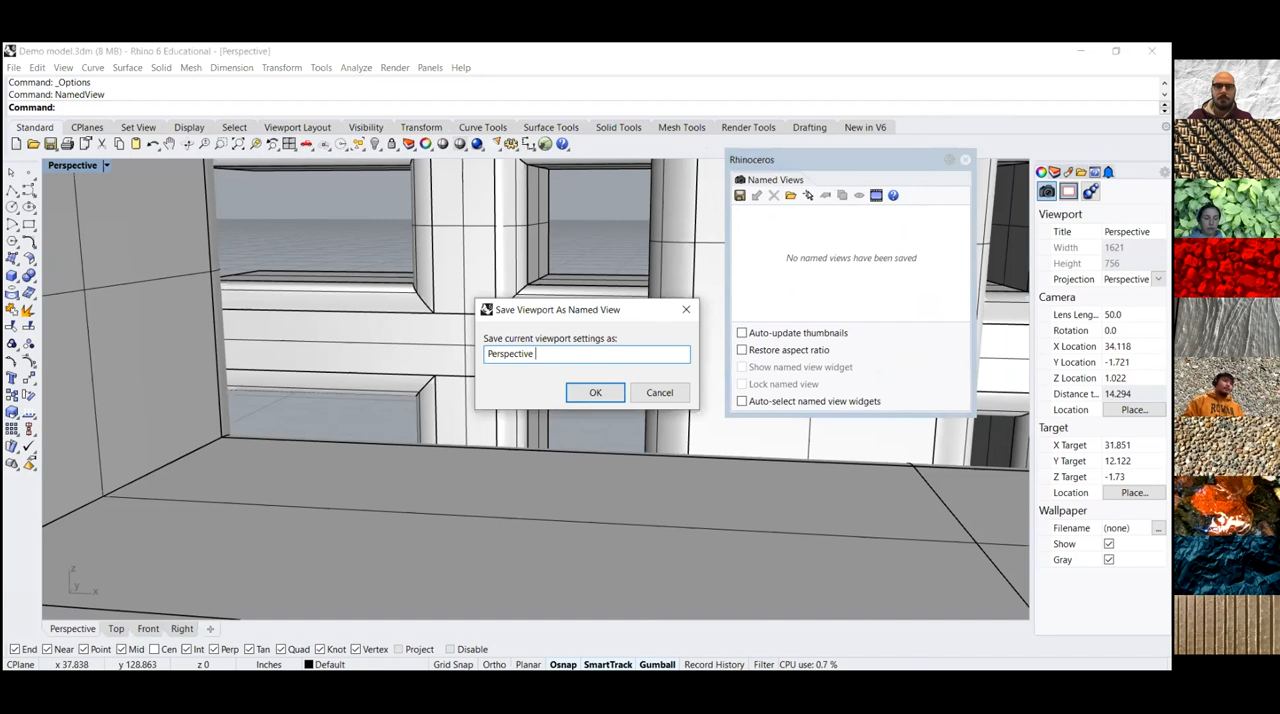 Demo model.3dm (8 MB) - Rhino 6 Educational - [Perspective]
File Edit View Curve Surface Solid Mesh Dimension Transform Tools Analyze Render Panels Help
Command: _Options
Command: NamedView
Command:
Standard CPlanes Set View Display Select Viewport Layout Visibility Transform Curve Tools Surface Tools Solid Tools Mesh Tools Render Tools Drafting New in V6
Perspective
Rhinoceros
Named Views
No named views have been saved
Auto-update thumbnails
Restore aspect ratio
Show named view widget
Lock named view
Auto-select named view widgets
Save Viewport As Named View
Save current viewport settings as:
Perspective
OK Cancel
Viewport
Title Perspective
Width 1621
Height 756
Projection Perspective
Camera
Lens Leng... 50.0
Rotation 0.0
X Location 34.118
Y Location -1.721
Z Location 1.022
Distance t... 14.294
Location Place...
Target
X Target 31.851
Y Target 12.122
Z Target -1.73
Location Place...
Wallpaper
Filename (none) ...
Show
Gray
z
y x
Perspective Top Front Right
End Near Point Mid Cen Int Perp Tan Quad Knot Vertex Project Disable
CPlane x 37.838 y 128.863 z 0 Inches Default Grid Snap Ortho Planar Osnap SmartTrack Gumball Record History Filter CPU use: 0.7 %